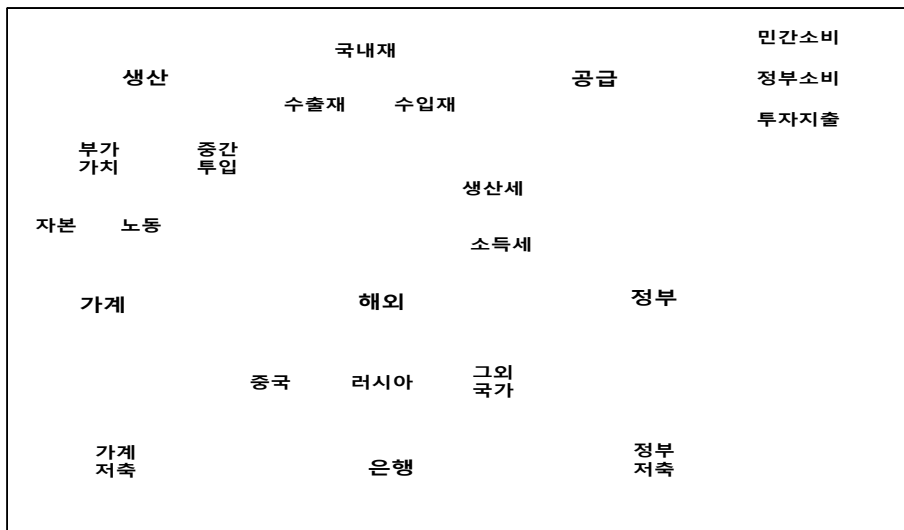 민간소비
국내재
생산
공급
정부소비
수출재
수입재
투자지출
부가
가치
중간
투입
생산세
자본
노동
소득세
가계
해외
정부
중국
러시아
그외
국가
가계
저축
은행
정부
저축